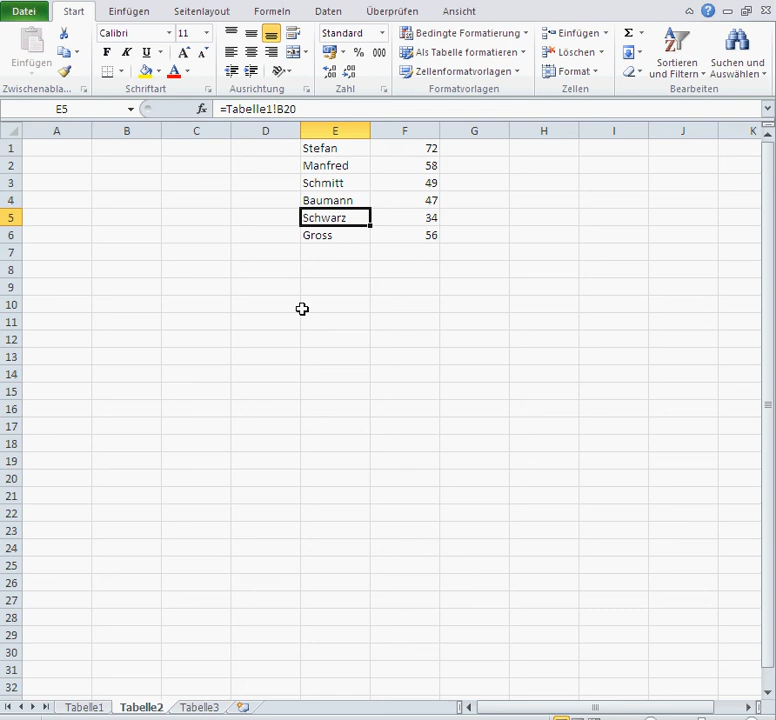 Datei Start Einfügen Seitenlayout Formeln Daten Überprüfen Ansicht
Einfügen
Calibri 11
F K U
A A
A
Standard
% 000
Bedingte Formatierung
Als Tabelle formatieren
Zellenformatvorlagen
Einfügen
Löschen
Format
Σ
Sortieren und Filtern
Suchen und Auswählen
Zwischenabla... Schriftart Ausrichtung Zahl Formatvorlagen Zellen Bearbeiten
E5 fx =Tabelle1!B20
A B C D E F G H I J K
1 Stefan 72
2 Manfred 58
3 Schmitt 49
4 Baumann 47
5 Schwarz 34
6 Gross 56
7
8
9
10
11
12
13
14
15
16
17
18
19
20
21
22
23
24
25
26
27
28
29
30
31
32
Tabelle1 Tabelle2 Tabelle3